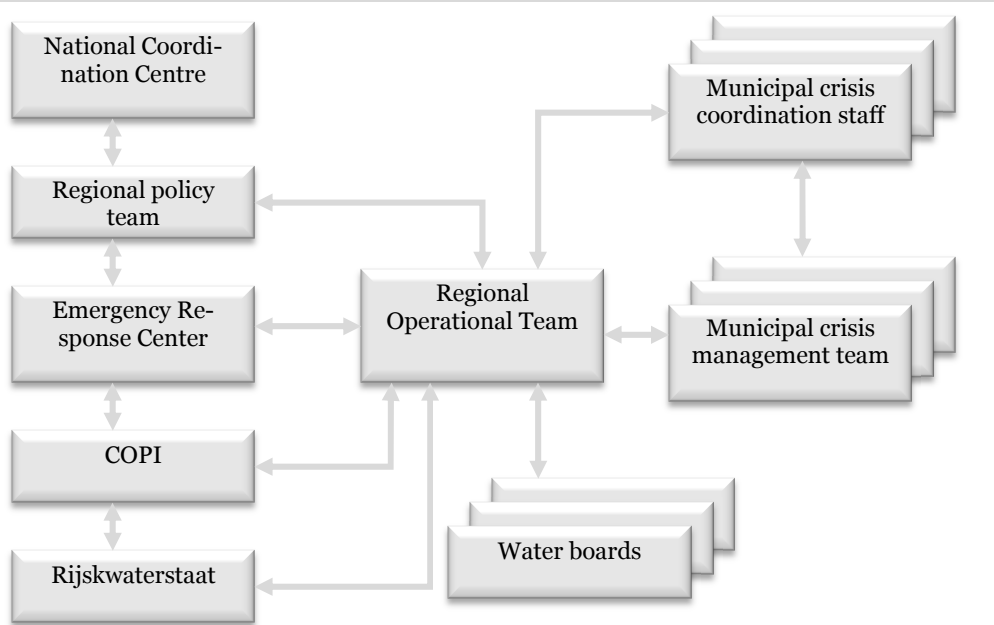 National Coordi-
nation Centre
Regional policy
team
Emergency Re-
sponse Center
COPI
Rijskwaterstaat
Regional
Operational Team
Municipal crisis
coordination staff
Municipal crisis
management team
Water boards